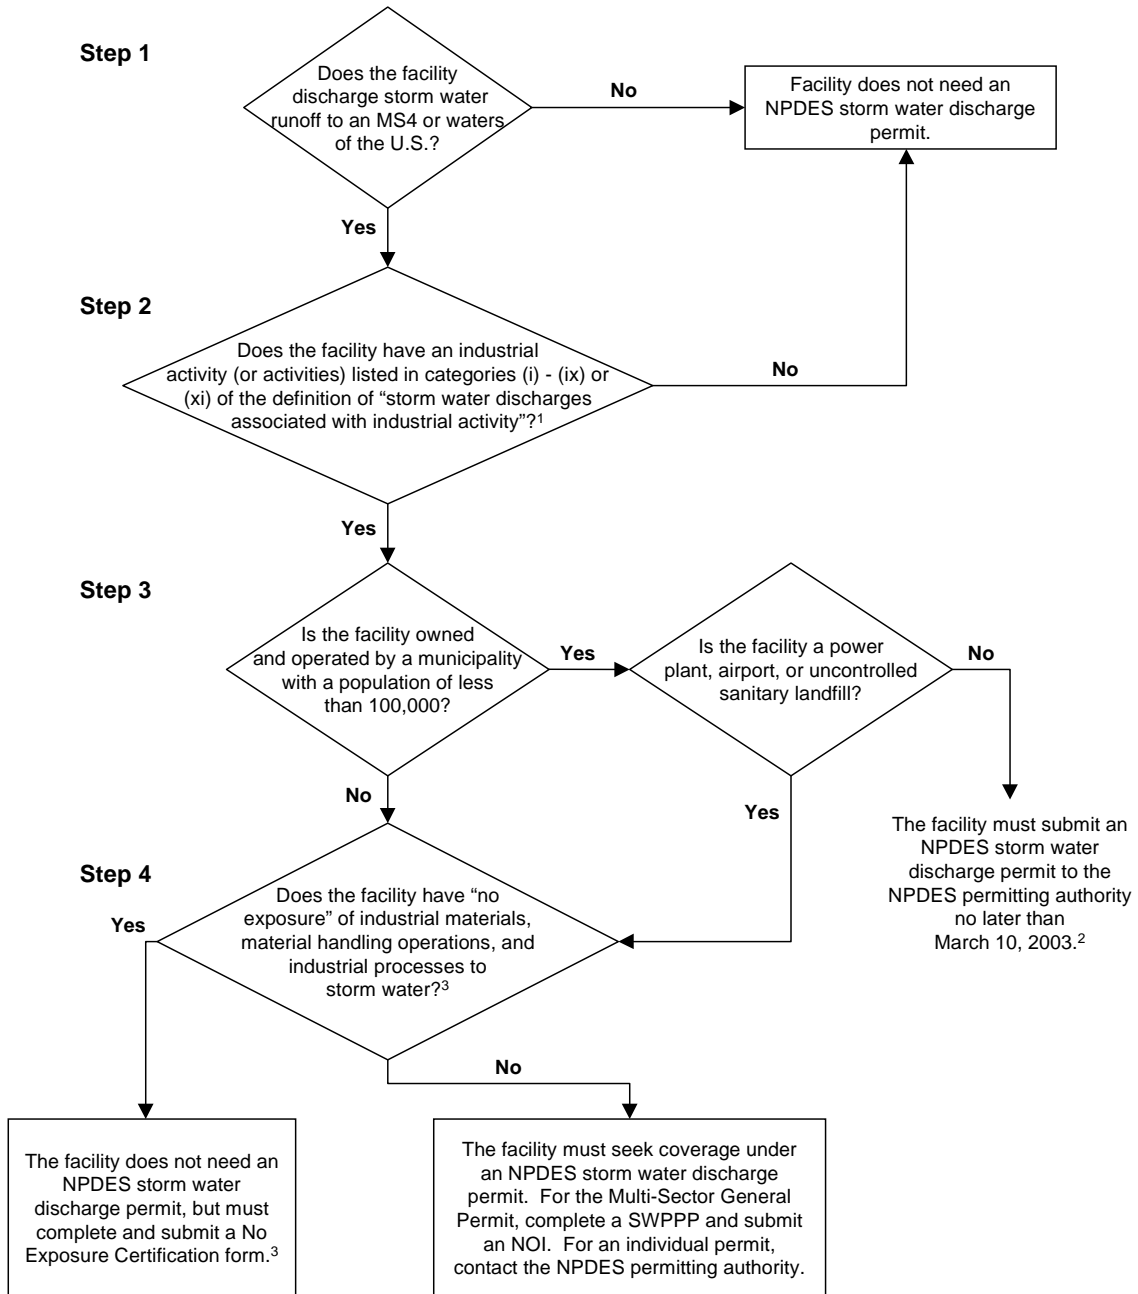 Step 1
Does the facility
discharge storm water
runoff to an MS4 or waters
of the U.S.?
No
Facility does not need an
NPDES storm water discharge
permit.
Yes
Step 2
Does the facility have an industrial
activity (or activities) listed in categories (i) - (ix) or
(xi) of the definition of “storm water discharges
associated with industrial activity”?1
No
Yes
Step 3
Is the facility owned
and operated by a municipality
with a population of less
than 100,000?
Yes
Is the facility a power
plant, airport, or uncontrolled
sanitary landfill?
No
No
Yes
The facility must submit an
NPDES storm water
discharge permit to the
NPDES permitting authority
no later than
March 10, 2003.2
Step 4
Does the facility have “no
exposure” of industrial materials,
material handling operations, and
industrial processes to
storm water?3
Yes
No
The facility does not need an
NPDES storm water
discharge permit, but must
complete and submit a No
Exposure Certification form.3
The facility must seek coverage under
an NPDES storm water discharge
permit.  For the Multi-Sector General
Permit, complete a SWPPP and submit
an NOI.  For an individual permit,
contact the NPDES permitting authority.